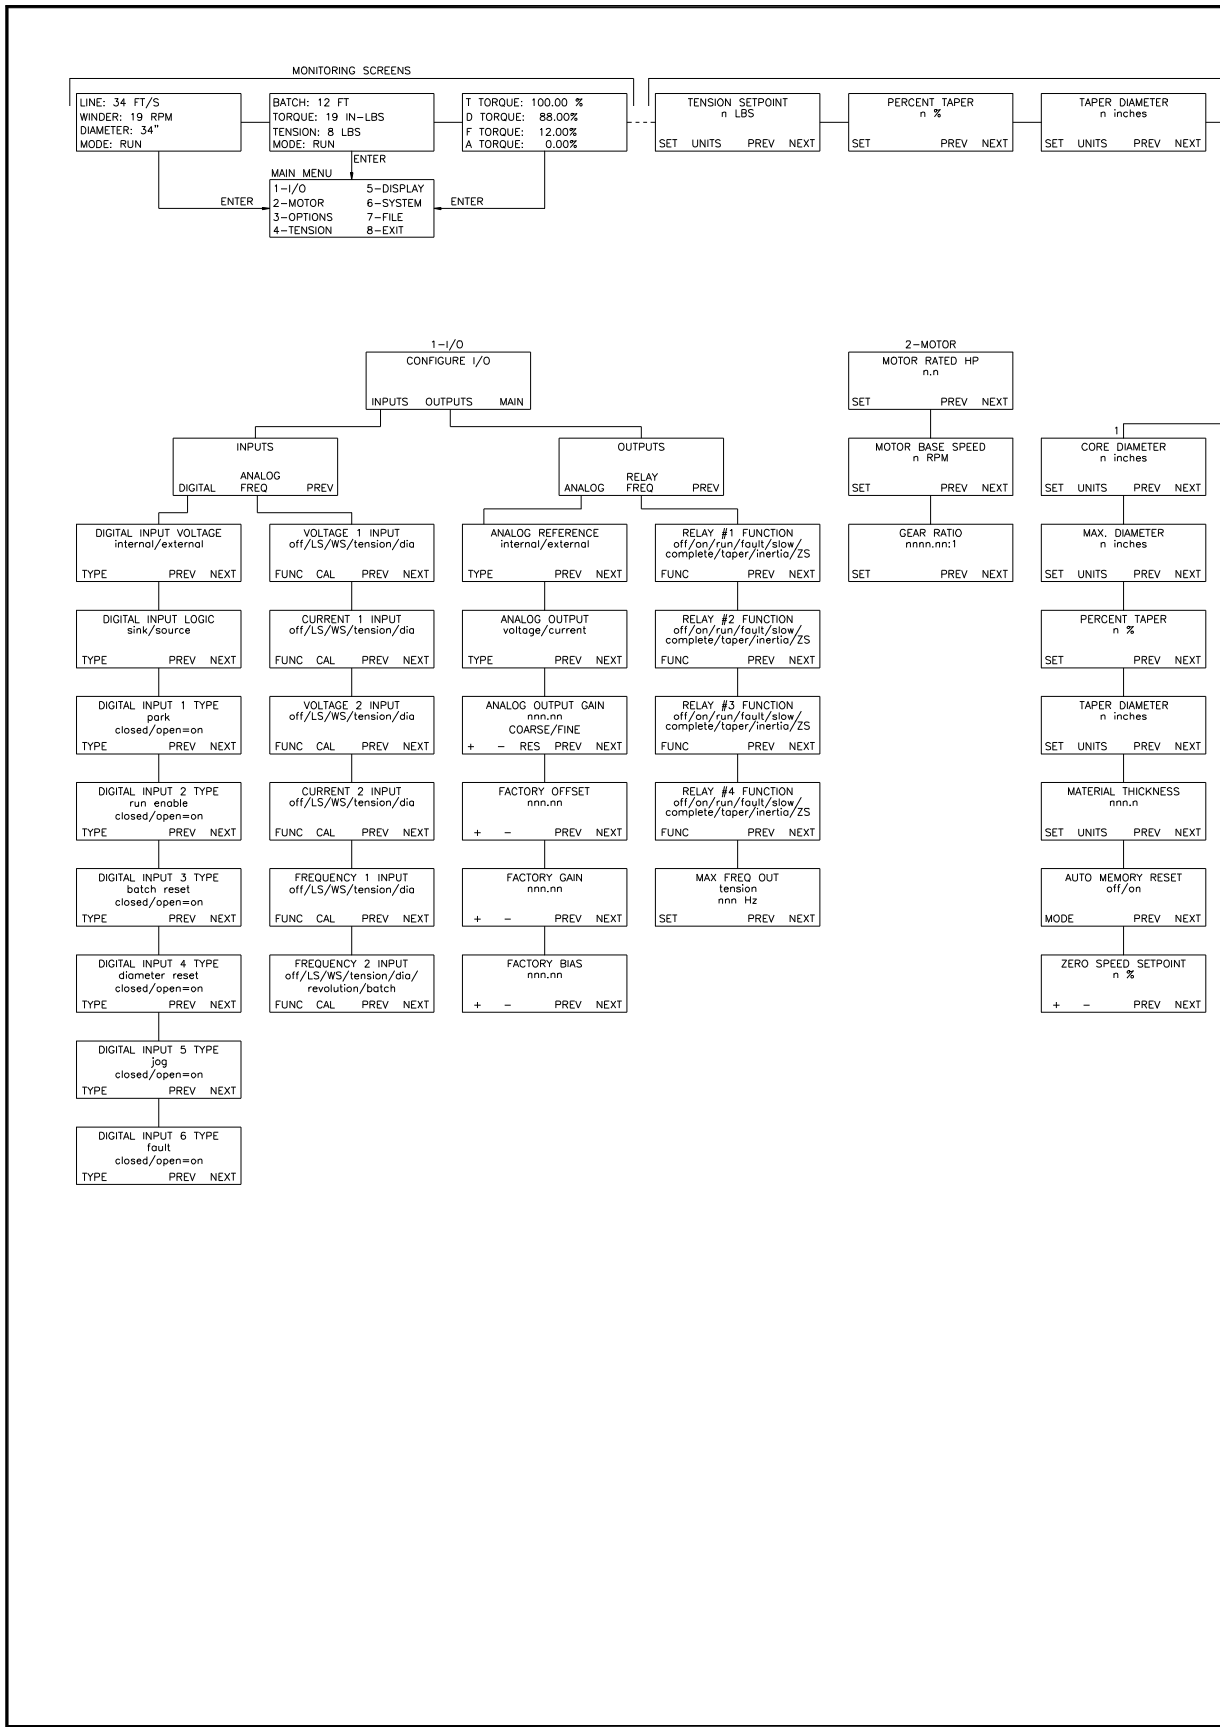 MONITORING SCREENS
LINE: 34 FT/S
WINDER: 19 RPM
DIAMETER: 34"
MODE: RUN
BATCH: 12 FT
TORQUE: 19 IN-LBS
TENSION: 8 LBS
MODE: RUN
T TORQUE: 100.00 %
D TORQUE: 88.00%
F TORQUE: 12.00%
A TORQUE: 0.00%
TENSION SETPOINT
n LBS
SET UNITS PREV NEXT
PERCENT TAPER
n %
SET PREV NEXT
TAPER DIAMETER
n inches
SET UNITS PREV NEXT
ENTER
ENTER
ENTER
MAIN MENU
1-I/O 5-DISPLAY
2-MOTOR 6-SYSTEM
3-OPTIONS 7-FILE
4-TENSION 8-EXIT
1-I/O
CONFIGURE I/O
INPUTS OUTPUTS MAIN
INPUTS
ANALOG
DIGITAL FREQ PREV
OUTPUTS
RELAY
ANALOG FREQ PREV
DIGITAL INPUT VOLTAGE
internal/external
TYPE PREV NEXT
DIGITAL INPUT LOGIC
sink/source
TYPE PREV NEXT
DIGITAL INPUT 1 TYPE
park
closed/open=on
TYPE PREV NEXT
DIGITAL INPUT 2 TYPE
run enable
closed/open=on
TYPE PREV NEXT
DIGITAL INPUT 3 TYPE
batch reset
closed/open=on
TYPE PREV NEXT
DIGITAL INPUT 4 TYPE
diameter reset
closed/open=on
TYPE PREV NEXT
DIGITAL INPUT 5 TYPE
jog
closed/open=on
TYPE PREV NEXT
DIGITAL INPUT 6 TYPE
fault
closed/open=on
TYPE PREV NEXT
VOLTAGE 1 INPUT
off/LS/WS/tension/dia
FUNC CAL PREV NEXT
CURRENT 1 INPUT
off/LS/WS/tension/dia
FUNC CAL PREV NEXT
VOLTAGE 2 INPUT
off/LS/WS/tension/dia
FUNC CAL PREV NEXT
CURRENT 2 INPUT
off/LS/WS/tension/dia
FUNC CAL PREV NEXT
FREQUENCY 1 INPUT
off/LS/WS/tension/dia
FUNC CAL PREV NEXT
FREQUENCY 2 INPUT
off/LS/WS/tension/dia/
revolution/batch
FUNC CAL PREV NEXT
ANALOG REFERENCE
internal/external
TYPE PREV NEXT
ANALOG OUTPUT
voltage/current
TYPE PREV NEXT
ANALOG OUTPUT GAIN
nnn.nn
COARSE/FINE
+ - RES PREV NEXT
FACTORY OFFSET
nnn.nn
+ - PREV NEXT
FACTORY GAIN
nnn.nn
+ - PREV NEXT
FACTORY BIAS
nnn.nn
+ - PREV NEXT
RELAY #1 FUNCTION
off/on/run/fault/slow/
complete/taper/inertia/ZS
FUNC PREV NEXT
RELAY #2 FUNCTION
off/on/run/fault/slow/
complete/taper/inertia/ZS
FUNC PREV NEXT
RELAY #3 FUNCTION
off/on/run/fault/slow/
complete/taper/inertia/ZS
FUNC PREV NEXT
RELAY #4 FUNCTION
off/on/run/fault/slow/
complete/taper/inertia/ZS
FUNC PREV NEXT
MAX FREQ OUT
tension
nnn Hz
SET PREV NEXT
2-MOTOR
MOTOR RATED HP
n.n
SET PREV NEXT
MOTOR BASE SPEED
n RPM
SET PREV NEXT
GEAR RATIO
nnnn.nn:1
SET PREV NEXT
1
CORE DIAMETER
n inches
SET UNITS PREV NEXT
MAX. DIAMETER
n inches
SET UNITS PREV NEXT
PERCENT TAPER
n %
SET PREV NEXT
TAPER DIAMETER
n inches
SET UNITS PREV NEXT
MATERIAL THICKNESS
nnn.n
SET UNITS PREV NEXT
AUTO MEMORY RESET
off/on
MODE PREV NEXT
ZERO SPEED SETPOINT
n %
+ - PREV NEXT